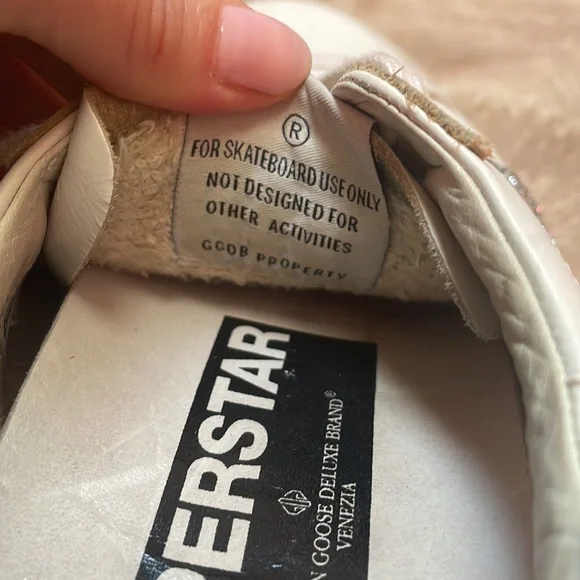 ®
FOR SKATEBOARD USE ONLY
NOT DESIGNED FOR
OTHER ACTIVITIES
GGDB PROPERTY
ERSTAR
N GOOSE DELUXE BRAND®
VENEZIA